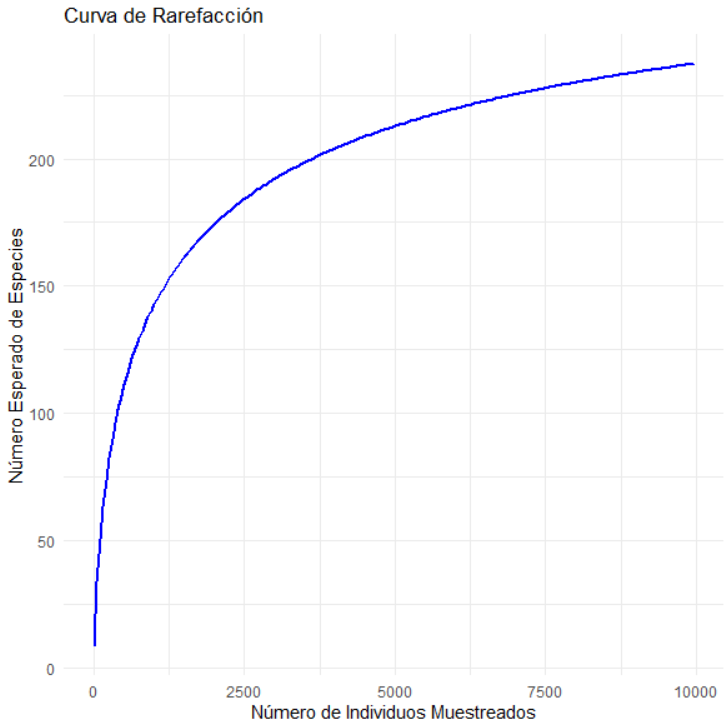 Curva de Rarefacción
Número Esperado de Especies
200
150
100
50
0
0 2500 5000 7500 10000
Número de Individuos Muestreados